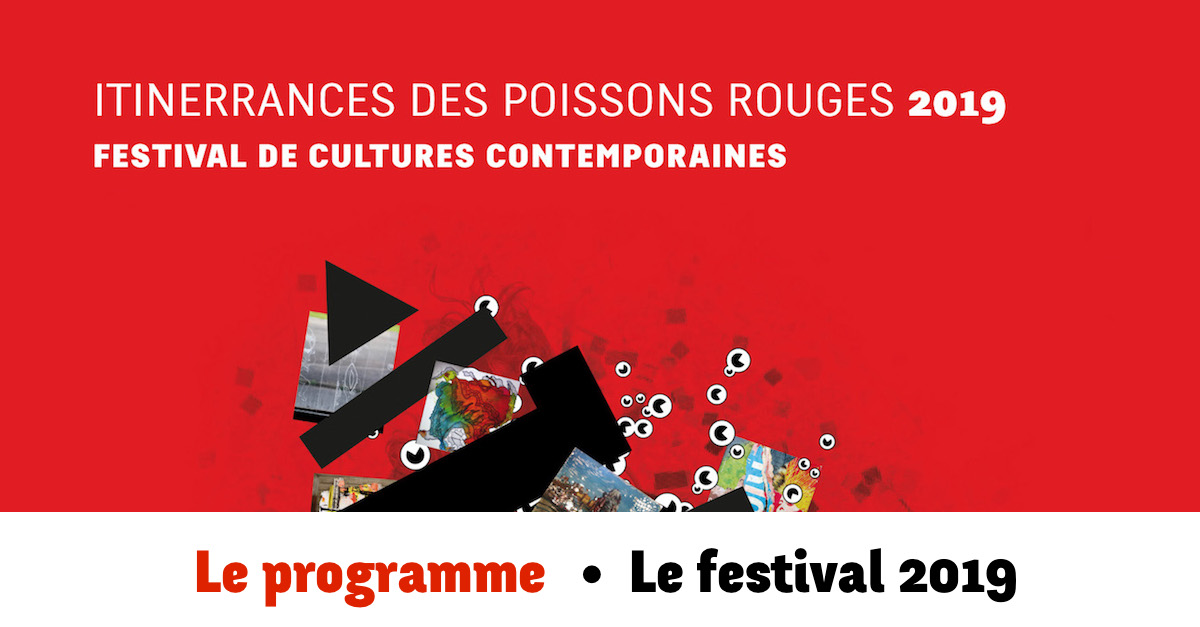 ITINERRANCES DES POISSONS ROUGES 2019
FESTIVAL DE CULTURES CONTEMPORAINES
Le programme • Le festival 2019